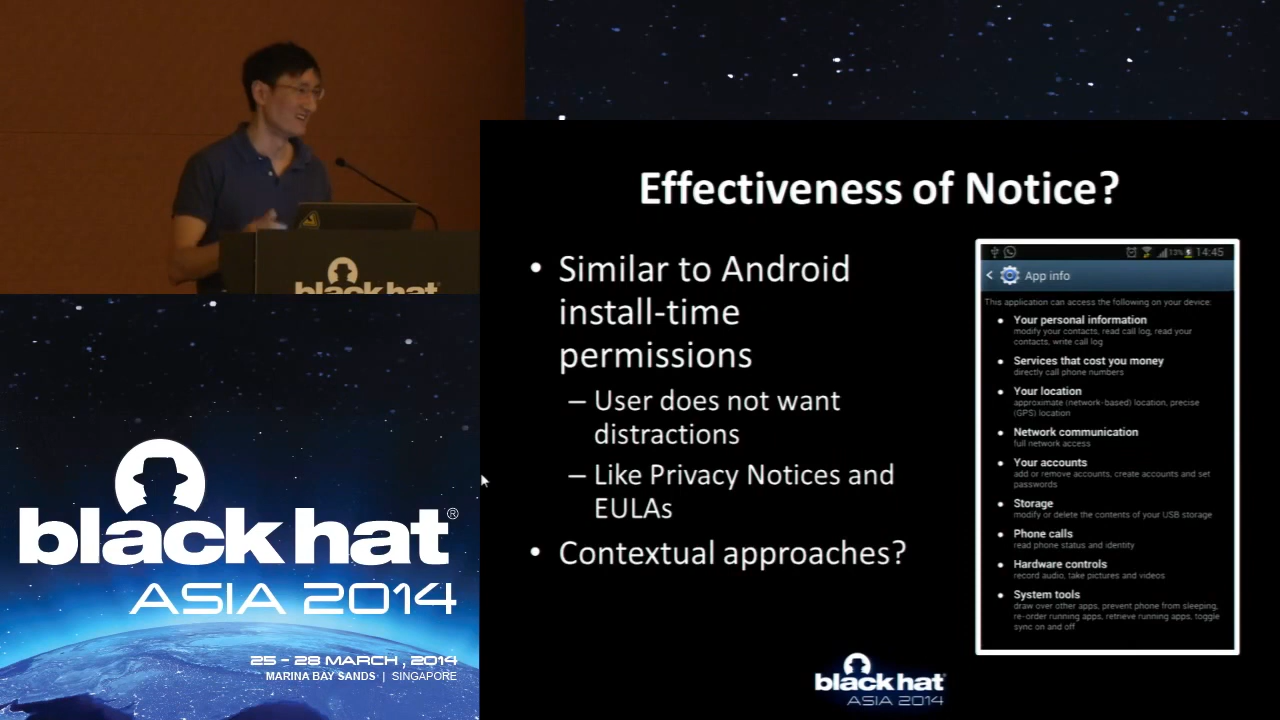 black hat
Effectiveness of Notice?
• Similar to Android
install-time
permissions
– User does not want
distractions
– Like Privacy Notices and
EULAs
• Contextual approaches?
14:45
App info
This application can access the following on your device:
• Your personal information
modify your contacts, read call log, read your
contacts, write call log
• Services that cost you money
directly call phone numbers
• Your location
approximate (network-based) location, precise
(GPS) location
• Network communication
full network access
• Your accounts
add or remove accounts, create accounts and set
passwords
• Storage
modify or delete the contents of your USB storage
• Phone calls
read phone status and identity
• Hardware controls
record audio, take pictures and videos
• System tools
draw over other apps, prevent phone from sleeping,
re-order running apps, retrieve running apps, toggle
sync on and off
black hat®
ASIA 2014
25 - 28 MARCH, 2014
MARINA BAY SANDS | SINGAPORE
black hat
ASIA 2014